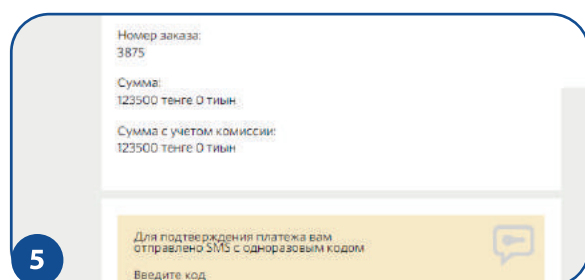 Номер заказа:
3875
Сумма:
123500 тенге 0 тиын
Сумма с учетом комиссии:
123500 тенге 0 тиын
Для подтверждения платежа вам
отправлено SMS с одноразовым кодом
Введите код
5